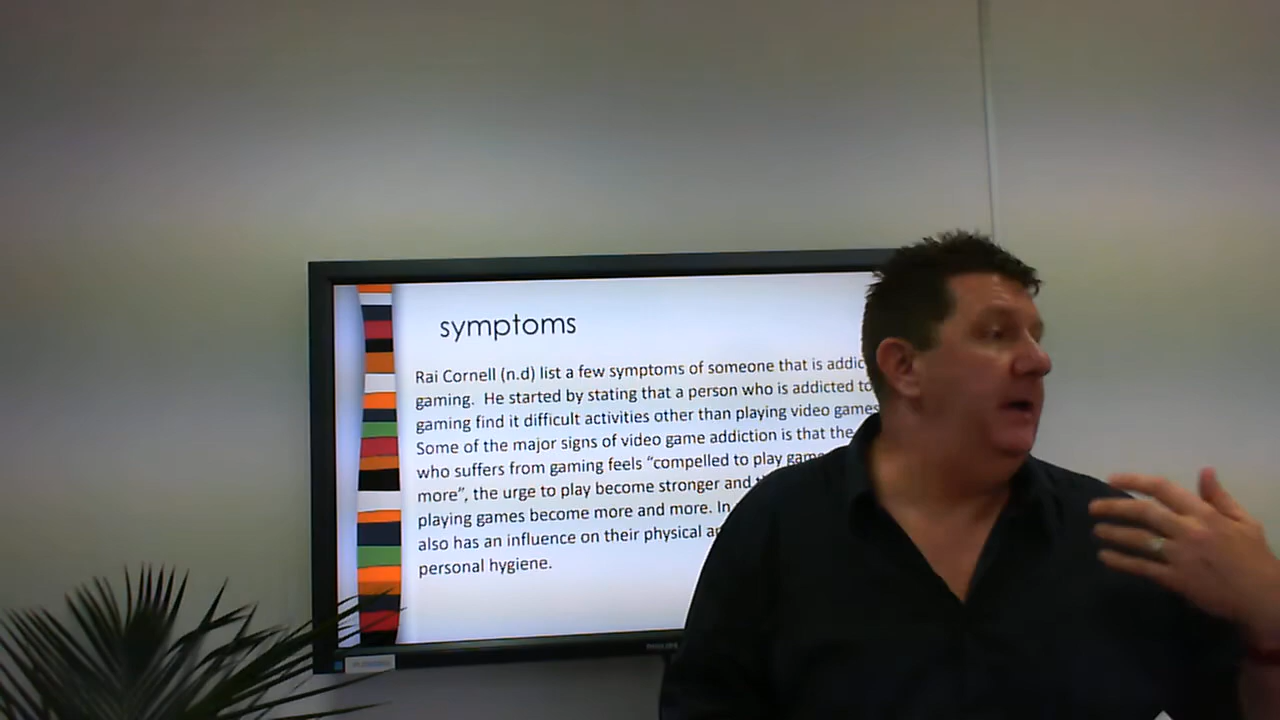 symptoms
Rai Cornell (n.d) list a few symptoms of someone that is
gaming. He started by stating that a person who is addicted to
gaming find it difficult activities other than playing video games
Some of the major signs of video game addiction is that the
who suffers from gaming feels “compelled to play
more”, the urge to play become stronger and
playing games become more and more. In
also has an influence on their physical
personal hygiene.
PHILIPS